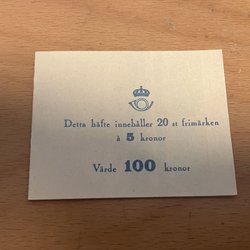 Detta häfte innehåller 20 st frimärken
à 5 kronor
Värde 100 kronor